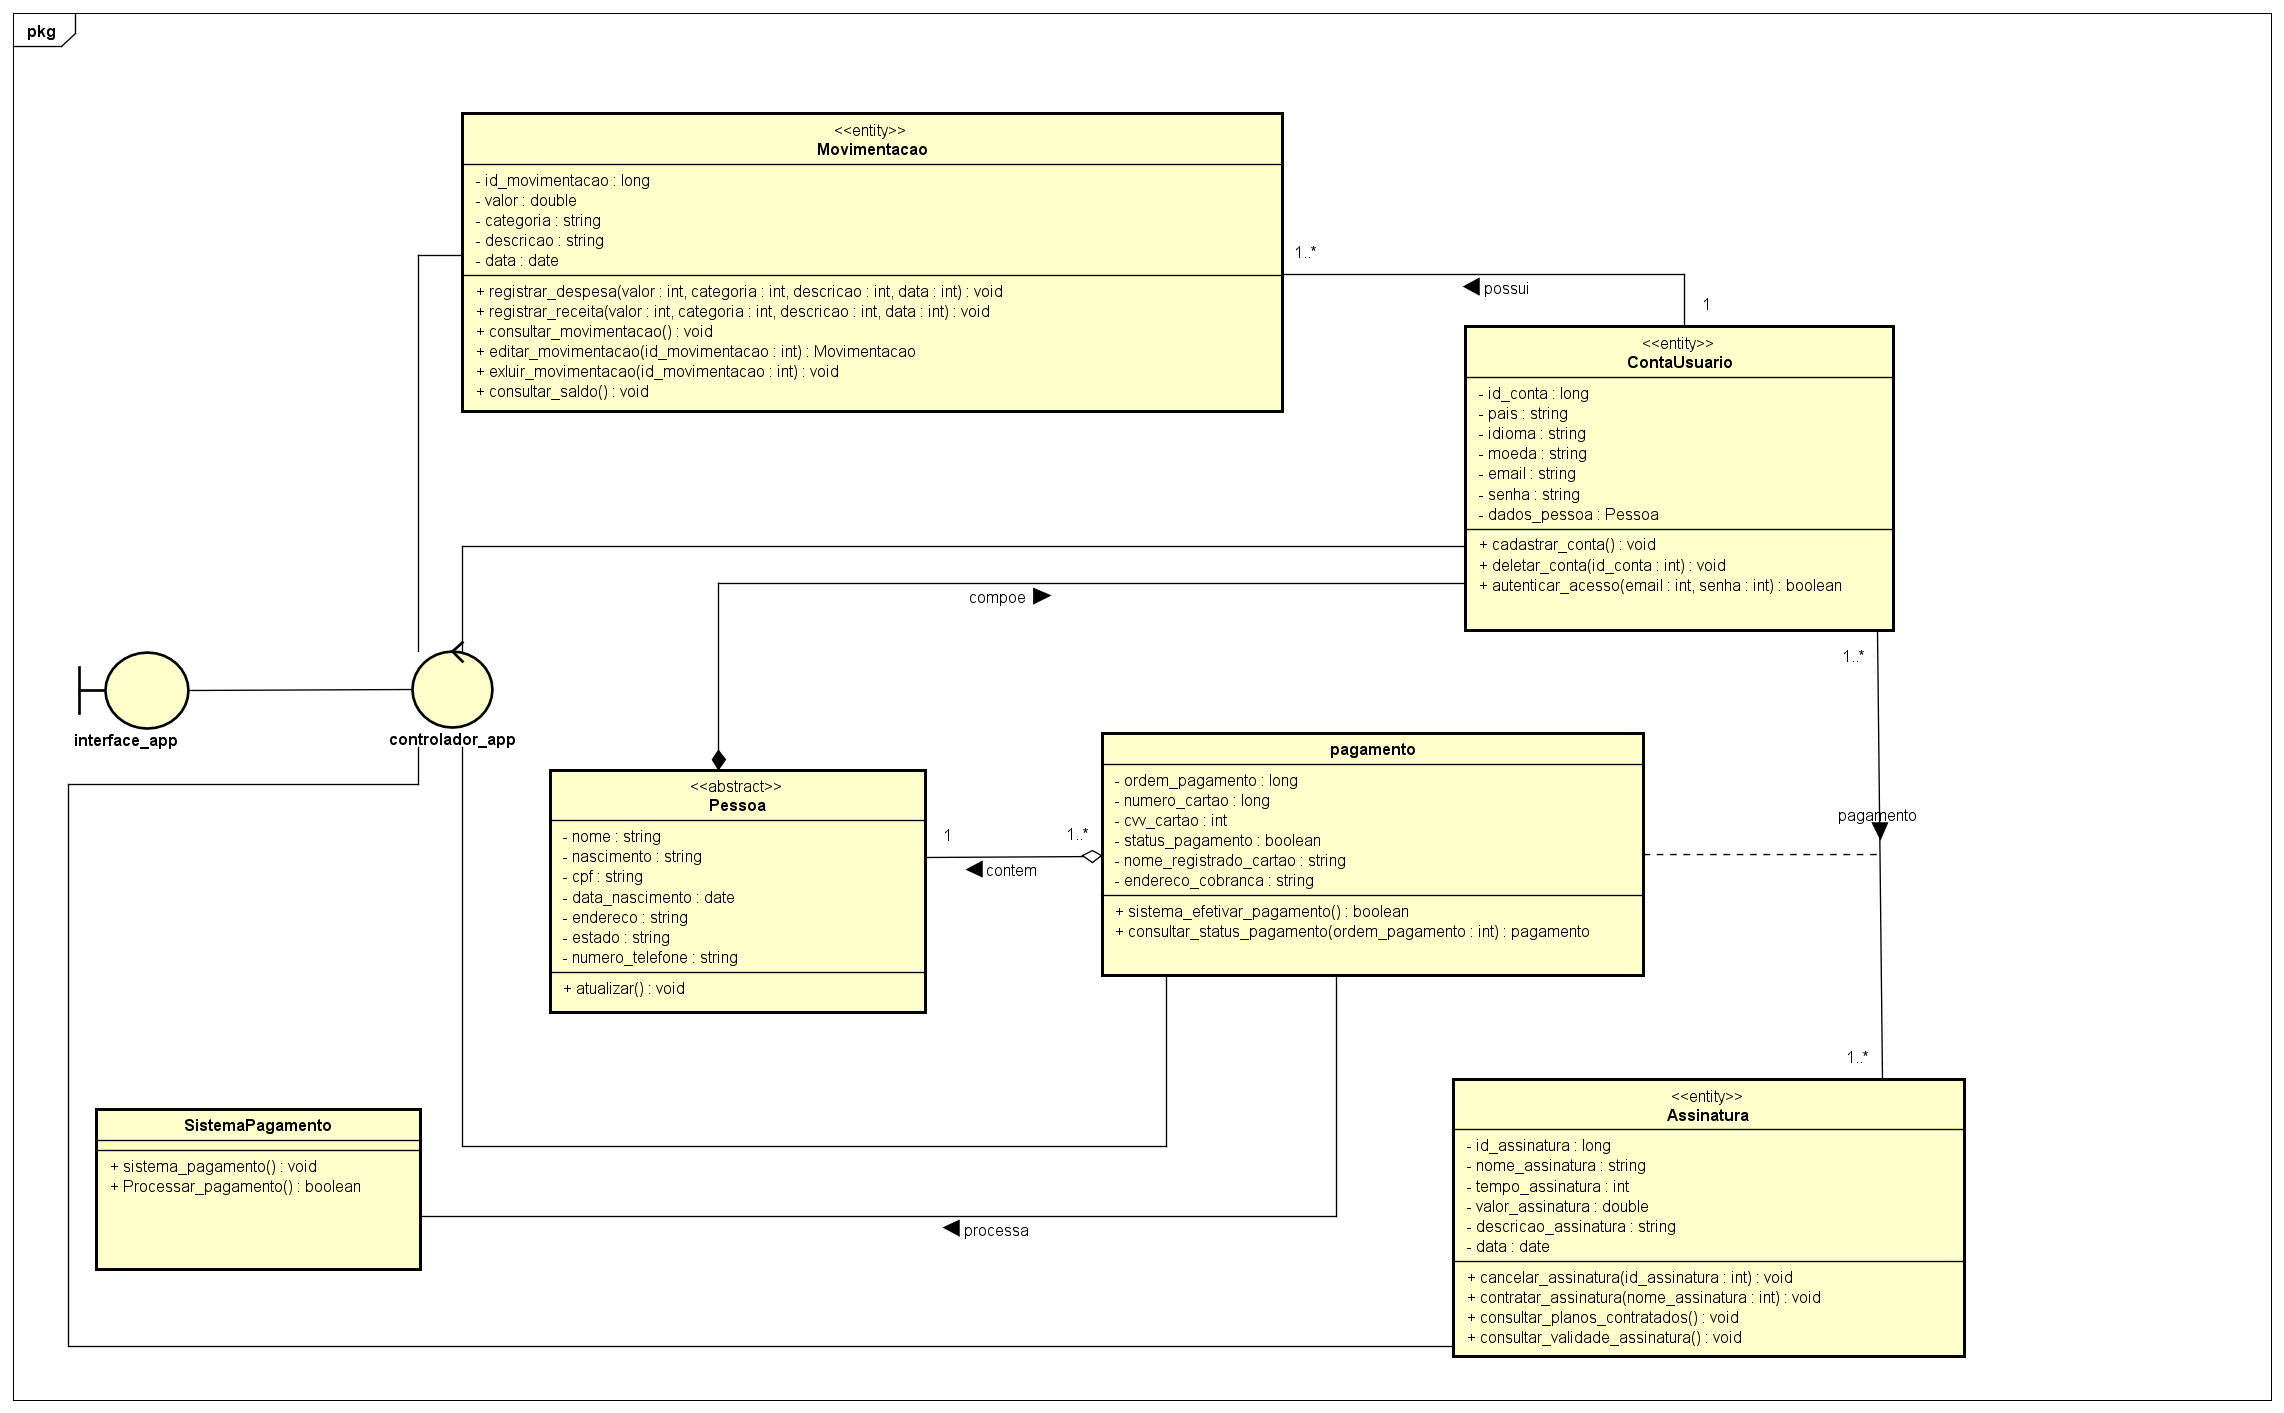 pkg
<<entity>>
Movimentacao
- id_movimentacao : long
- valor : double
- categoria : string
- descricao : string
- data : date
+ registrar_despesa(valor : int, categoria : int, descricao : int, data : int) : void
+ registrar_receita(valor : int, categoria : int, descricao : int, data : int) : void
+ consultar_movimentacao() : void
+ editar_movimentacao(id_movimentacao : int) : Movimentacao
+ exluir_movimentacao(id_movimentacao : int) : void
+ consultar_saldo() : void
1..*
possui
1
<<entity>>
ContaUsuario
- id_conta : long
- pais : string
- idioma : string
- moeda : string
- email : string
- senha : string
- dados_pessoa : Pessoa
+ cadastrar_conta() : void
+ deletar_conta(id_conta : int) : void
+ autenticar_acesso(email : int, senha : int) : boolean
compoe
1..*
interface_app
controlador_app
<<abstract>>
Pessoa
- nome : string
- nascimento : string
- cpf : string
- data_nascimento : date
- endereco : string
- estado : string
- numero_telefone : string
+ atualizar() : void
1
1..*
contem
pagamento
- ordem_pagamento : long
- numero_cartao : long
- cvv_cartao : int
- status_pagamento : boolean
- nome_registrado_cartao : string
- endereco_cobranca : string
+ sistema_efetivar_pagamento() : boolean
+ consultar_status_pagamento(ordem_pagamento : int) : pagamento
pagamento
1..*
SistemaPagamento
+ sistema_pagamento() : void
+ Processar_pagamento() : boolean
processa
<<entity>>
Assinatura
- id_assinatura : long
- nome_assinatura : string
- tempo_assinatura : int
- valor_assinatura : double
- descricao_assinatura : string
- data : date
+ cancelar_assinatura(id_assinatura : int) : void
+ contratar_assinatura(nome_assinatura : int) : void
+ consultar_planos_contratados() : void
+ consultar_validade_assinatura() : void